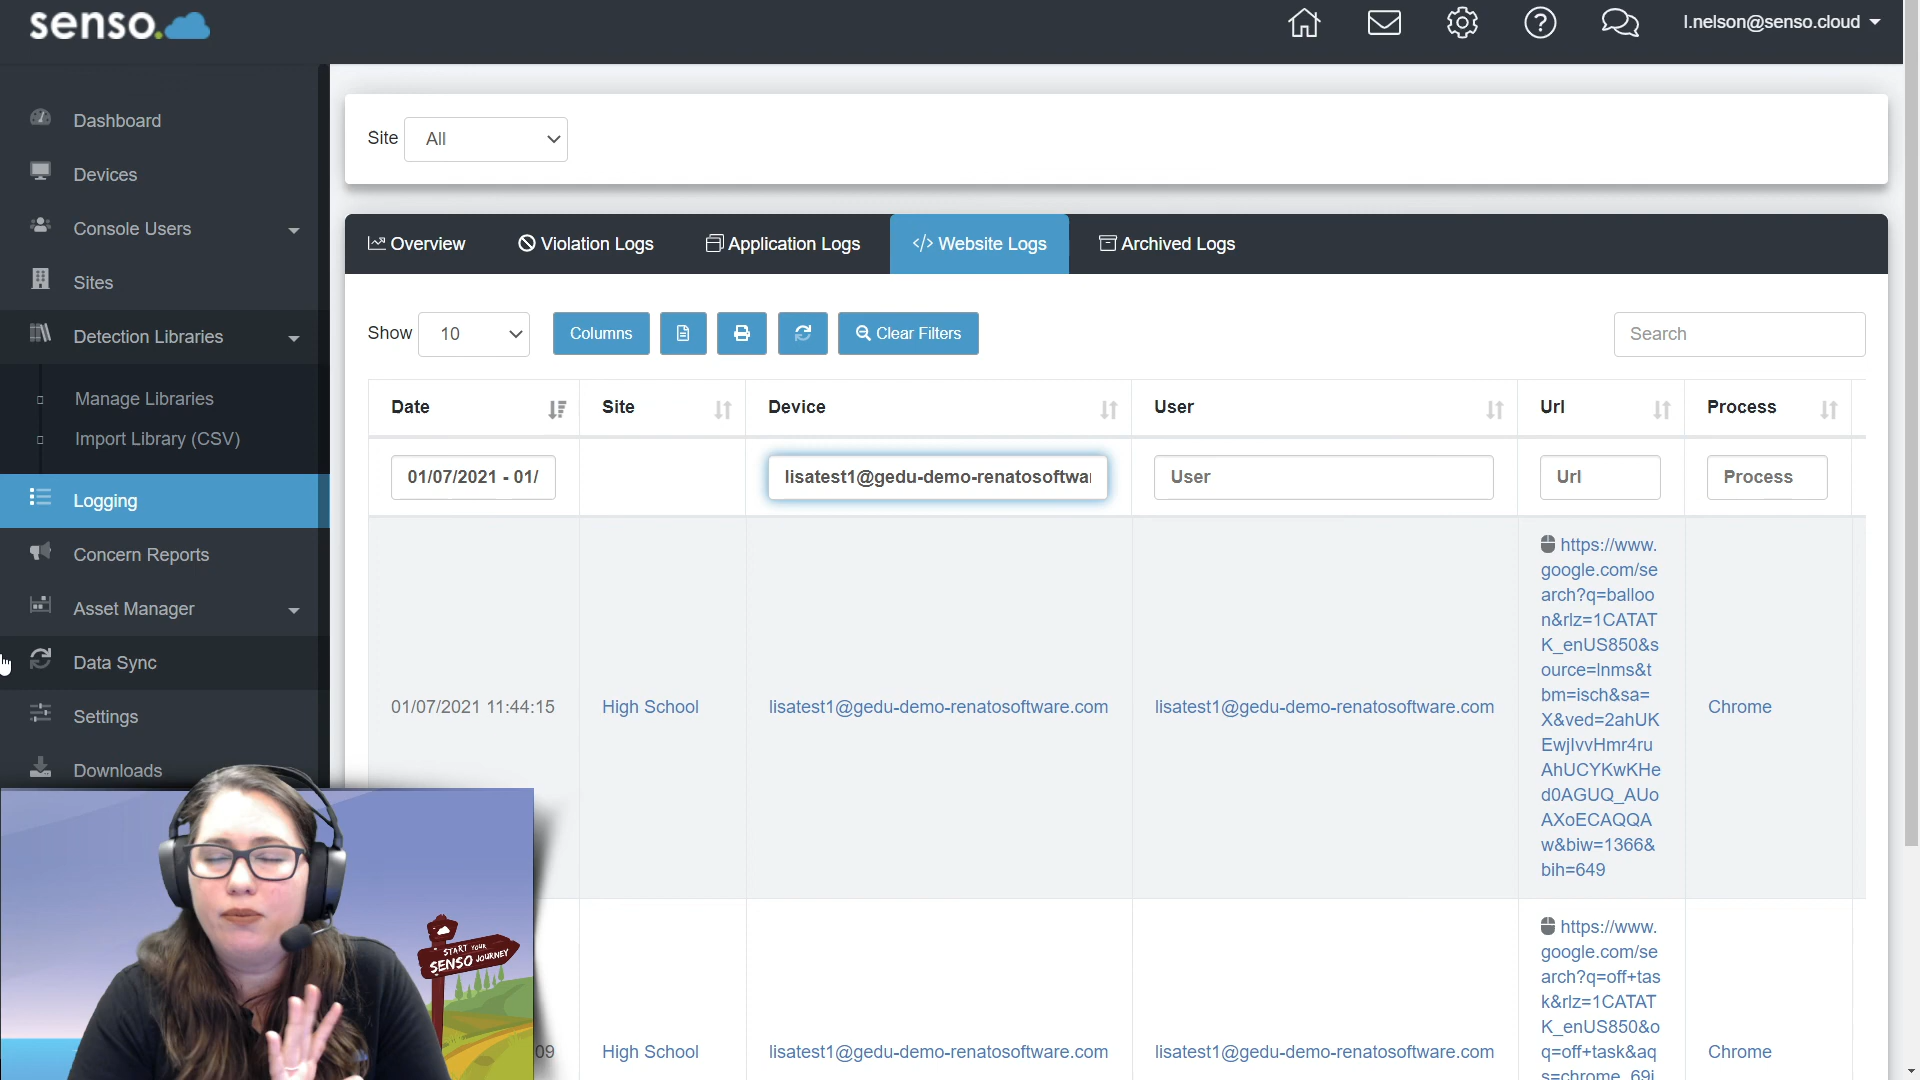 senso.
l.nelson@senso.cloud
Dashboard
Devices
Console Users
Sites
Detection Libraries
Manage Libraries
Import Library (CSV)
Logging
Concern Reports
Asset Manager
Data Sync
Settings
Downloads
Site All
Overview Violation Logs Application Logs </> Website Logs Archived Logs
Show 10 Columns Clear Filters Search
Date Site Device User Url Process
01/07/2021 - 01/ lisatest1@gedu-demo-renatosoftwar User Url Process
01/07/2021 11:44:15 High School lisatest1@gedu-demo-renatosoftware.com lisatest1@gedu-demo-renatosoftware.com Chrome
https://www.
google.com/se
arch?q=balloo
n&rlz=1CATAT
K_enUS850&s
ource=lnms&t
bm=isch&sa=
X&ved=2ahUK
EwjlvvHmr4ru
AhUCYKwKHe
d0AGUQ_AUo
AXoECAQQA
w&biw=1366&
bih=649
09 High School lisatest1@gedu-demo-renatosoftware.com lisatest1@gedu-demo-renatosoftware.com Chrome
https://www.
google.com/se
arch?q=off+tas
k&rlz=1CATAT
K_enUS850&o
q=off+task&aq
s=chrome..69i
START YOUR
SENSO JOURNEY